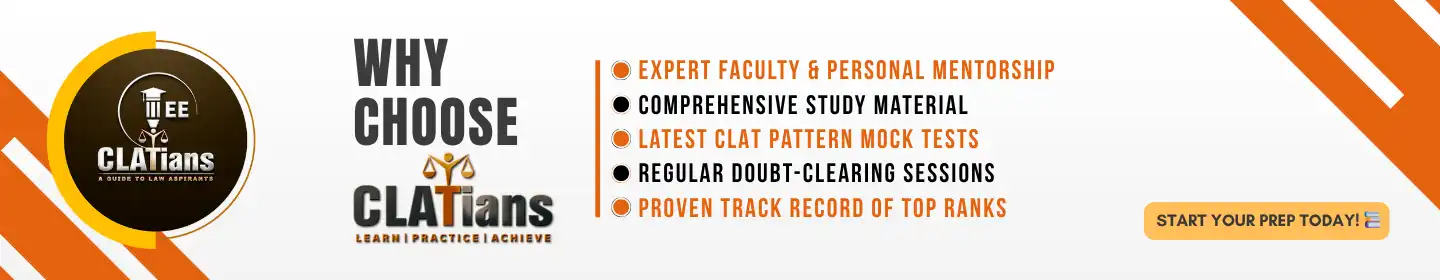 EE
CLATians
A GUIDE TO LAW ASPIRANTS
WHY
CHOOSE
CLATians
LEARN | PRACTICE | ACHIEVE
EXPERT FACULTY & PERSONAL MENTORSHIP
COMPREHENSIVE STUDY MATERIAL
LATEST CLAT PATTERN MOCK TESTS
REGULAR DOUBT-CLEARING SESSIONS
PROVEN TRACK RECORD OF TOP RANKS
START YOUR PREP TODAY!